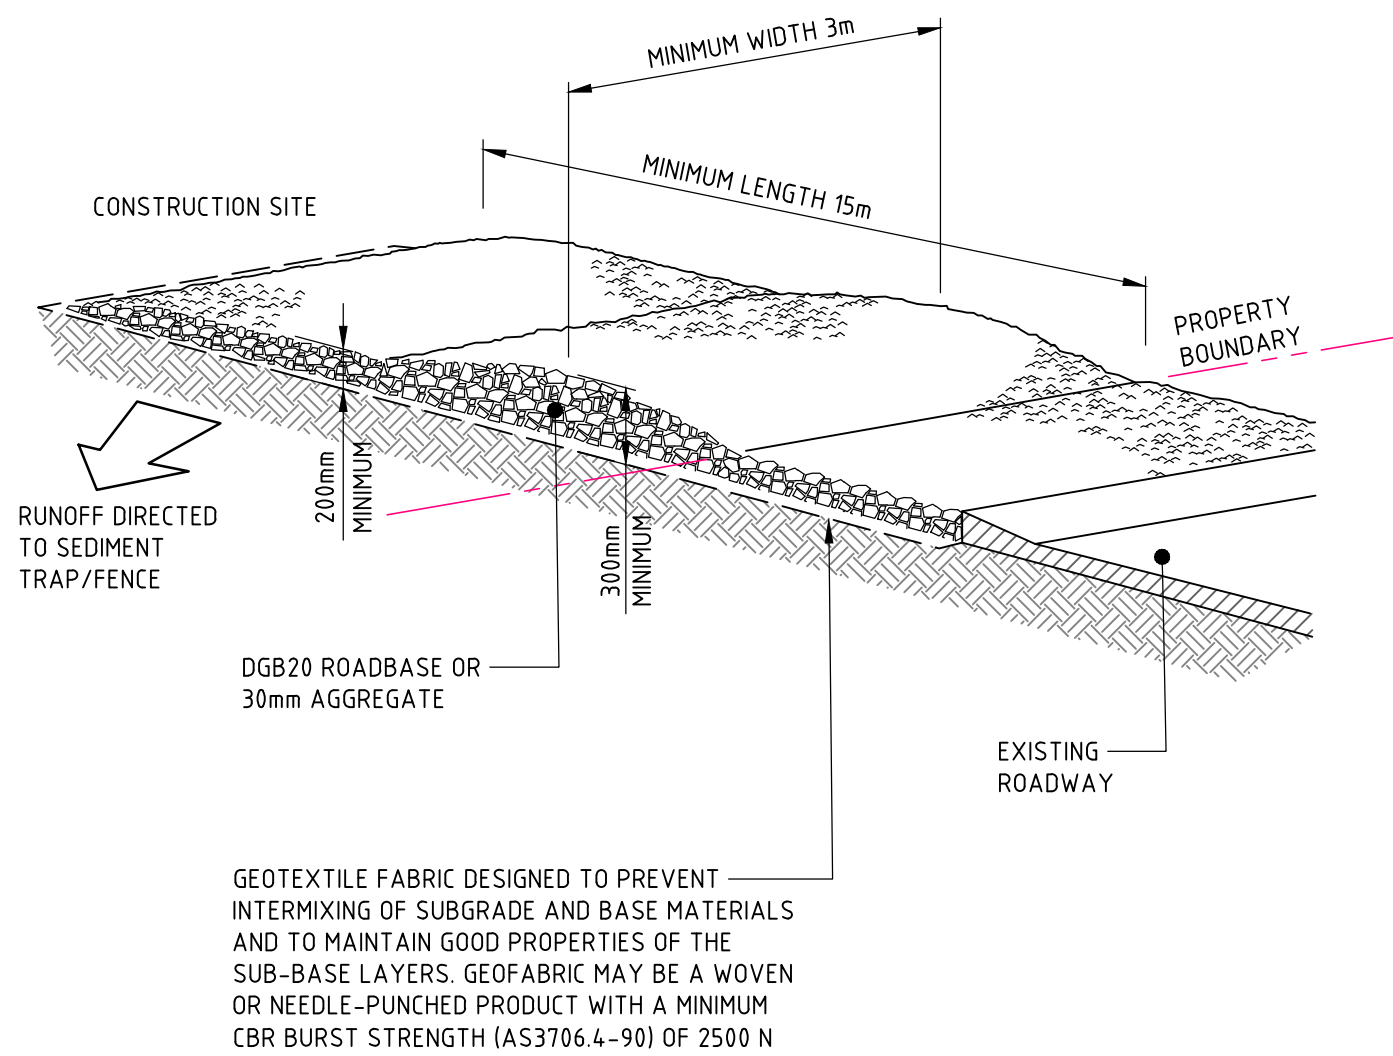 MINIMUM WIDTH 3m
MINIMUM LENGTH 15m
CONSTRUCTION SITE
PROPERTY
BOUNDARY
200mm
MINIMUM
300mm
MINIMUM
RUNOFF DIRECTED
TO SEDIMENT
TRAP/FENCE
DGB20 ROADBASE OR
30mm AGGREGATE
EXISTING
ROADWAY
GEOTEXTILE FABRIC DESIGNED TO PREVENT
INTERMIXING OF SUBGRADE AND BASE MATERIALS
AND TO MAINTAIN GOOD PROPERTIES OF THE
SUB-BASE LAYERS. GEOFABRIC MAY BE A WOVEN
OR NEEDLE-PUNCHED PRODUCT WITH A MINIMUM
CBR BURST STRENGTH (AS3706.4-90) OF 2500 N